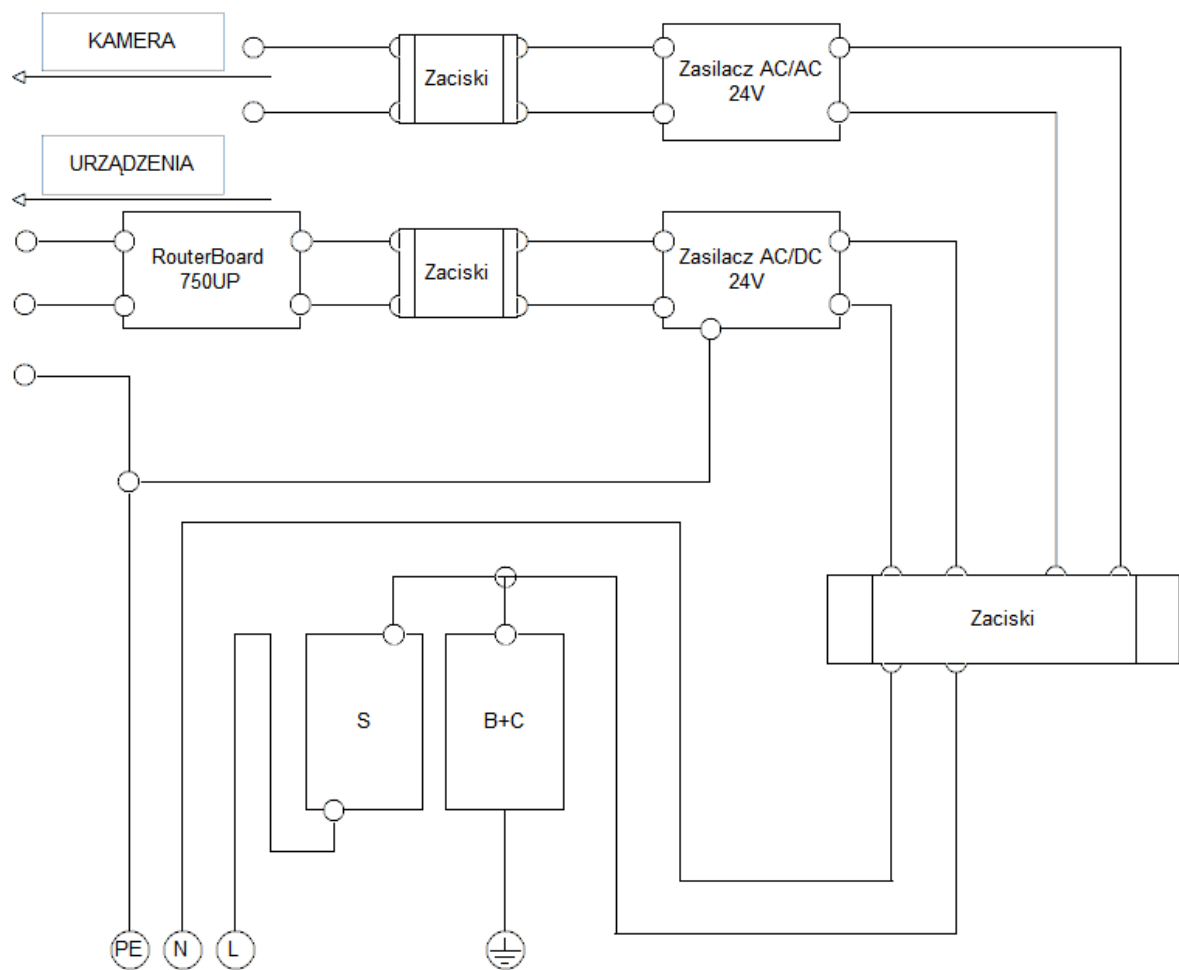 KAMERA
Zaciski
Zasilacz AC/AC
24V
URZĄDZENIA
RouterBoard
750UP
Zaciski
Zasilacz AC/DC
24V
Zaciski
S
B+C
PE
N
L